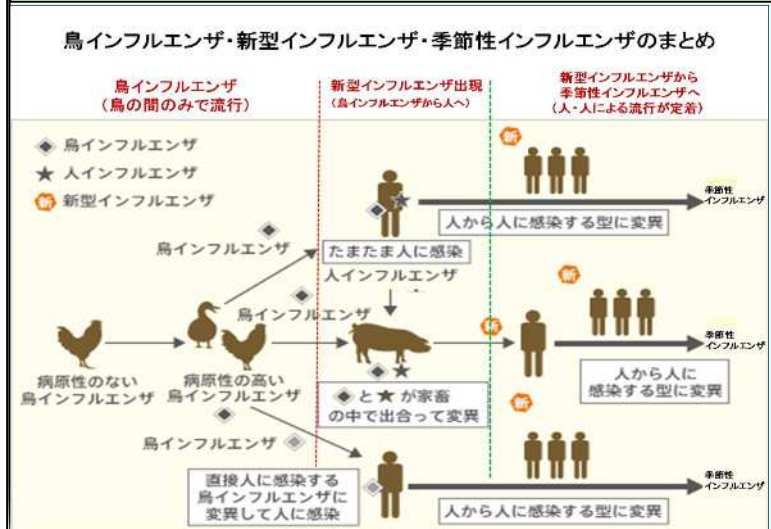 鳥インフルエンザ・新型インフルエンザ・季節性インフルエンザのまとめ
鳥インフルエンザ
(鳥の間のみで流行)
新型インフルエンザ出現
(鳥インフルエンザから人へ)
新型インフルエンザから
季節性インフルエンザへ
(人・人による流行が定着)
鳥インフルエンザ
人インフルエンザ
新 新型インフルエンザ
新
季節性
インフルエンザ
人から人に感染する型に変異
鳥インフルエンザ
たまたま人に感染
人インフルエンザ
鳥インフルエンザ
新
新
季節性
インフルエンザ
病原性のない
鳥インフルエンザ
病原性の高い
鳥インフルエンザ
◆と★が家畜
の中で出合って変異
人から人に
感染する型に変異
鳥インフルエンザ
新
季節性
インフルエンザ
直接人に感染する
鳥インフルエンザに
変異して人に感染
人から人に感染する型に変異